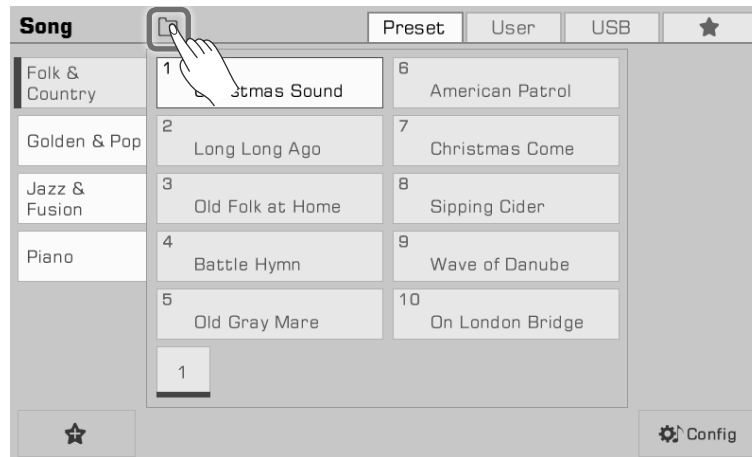 Song
Preset
User
USB
Folk &
Country
Golden & Pop
Jazz &
Fusion
Piano
1
stmas Sound
2
Long Long Ago
3
Old Folk at Home
4
Battle Hymn
5
Old Gray Mare
6
American Patrol
7
Christmas Come
8
Sipping Cider
9
Wave of Danube
10
On London Bridge
1
Config